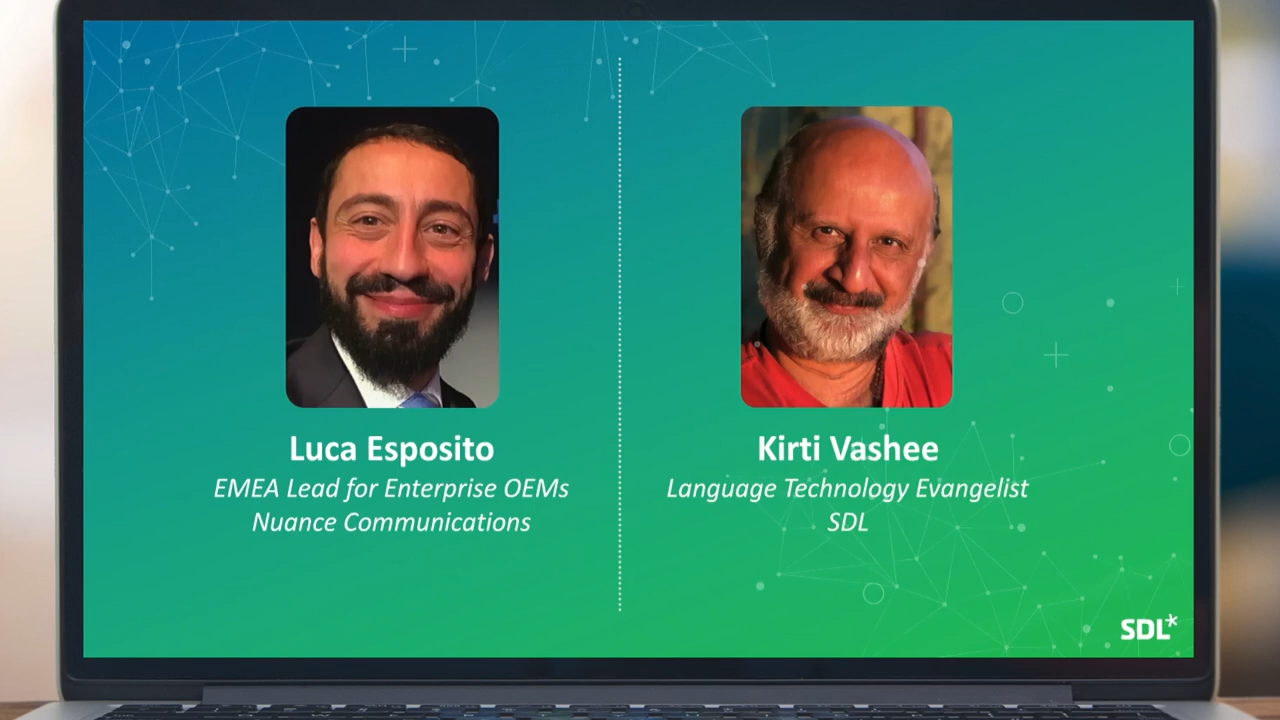 Luca Esposito
EMEA Lead for Enterprise OEMs
Nuance Communications
Kirti Vashee
Language Technology Evangelist
SDL
SDL*